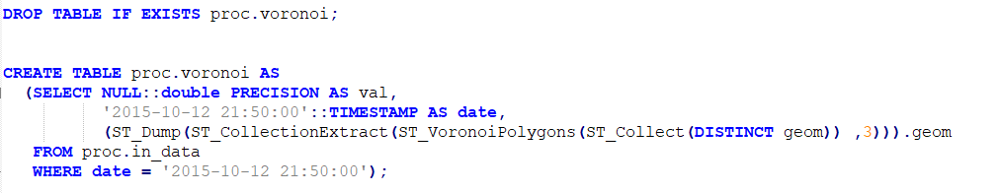 DROP TABLE IF EXISTS proc.voronoi;
CREATE TABLE proc.voronoi AS
(SELECT NULL::double PRECISION AS val,
'2015-10-12 21:50:00'::TIMESTAMP AS date,
(ST_Dump(ST_CollectionExtract(ST_VoronoiPolygons(ST_Collect(DISTINCT geom)) ,3))).geom
FROM proc.in_data
WHERE date = '2015-10-12 21:50:00');